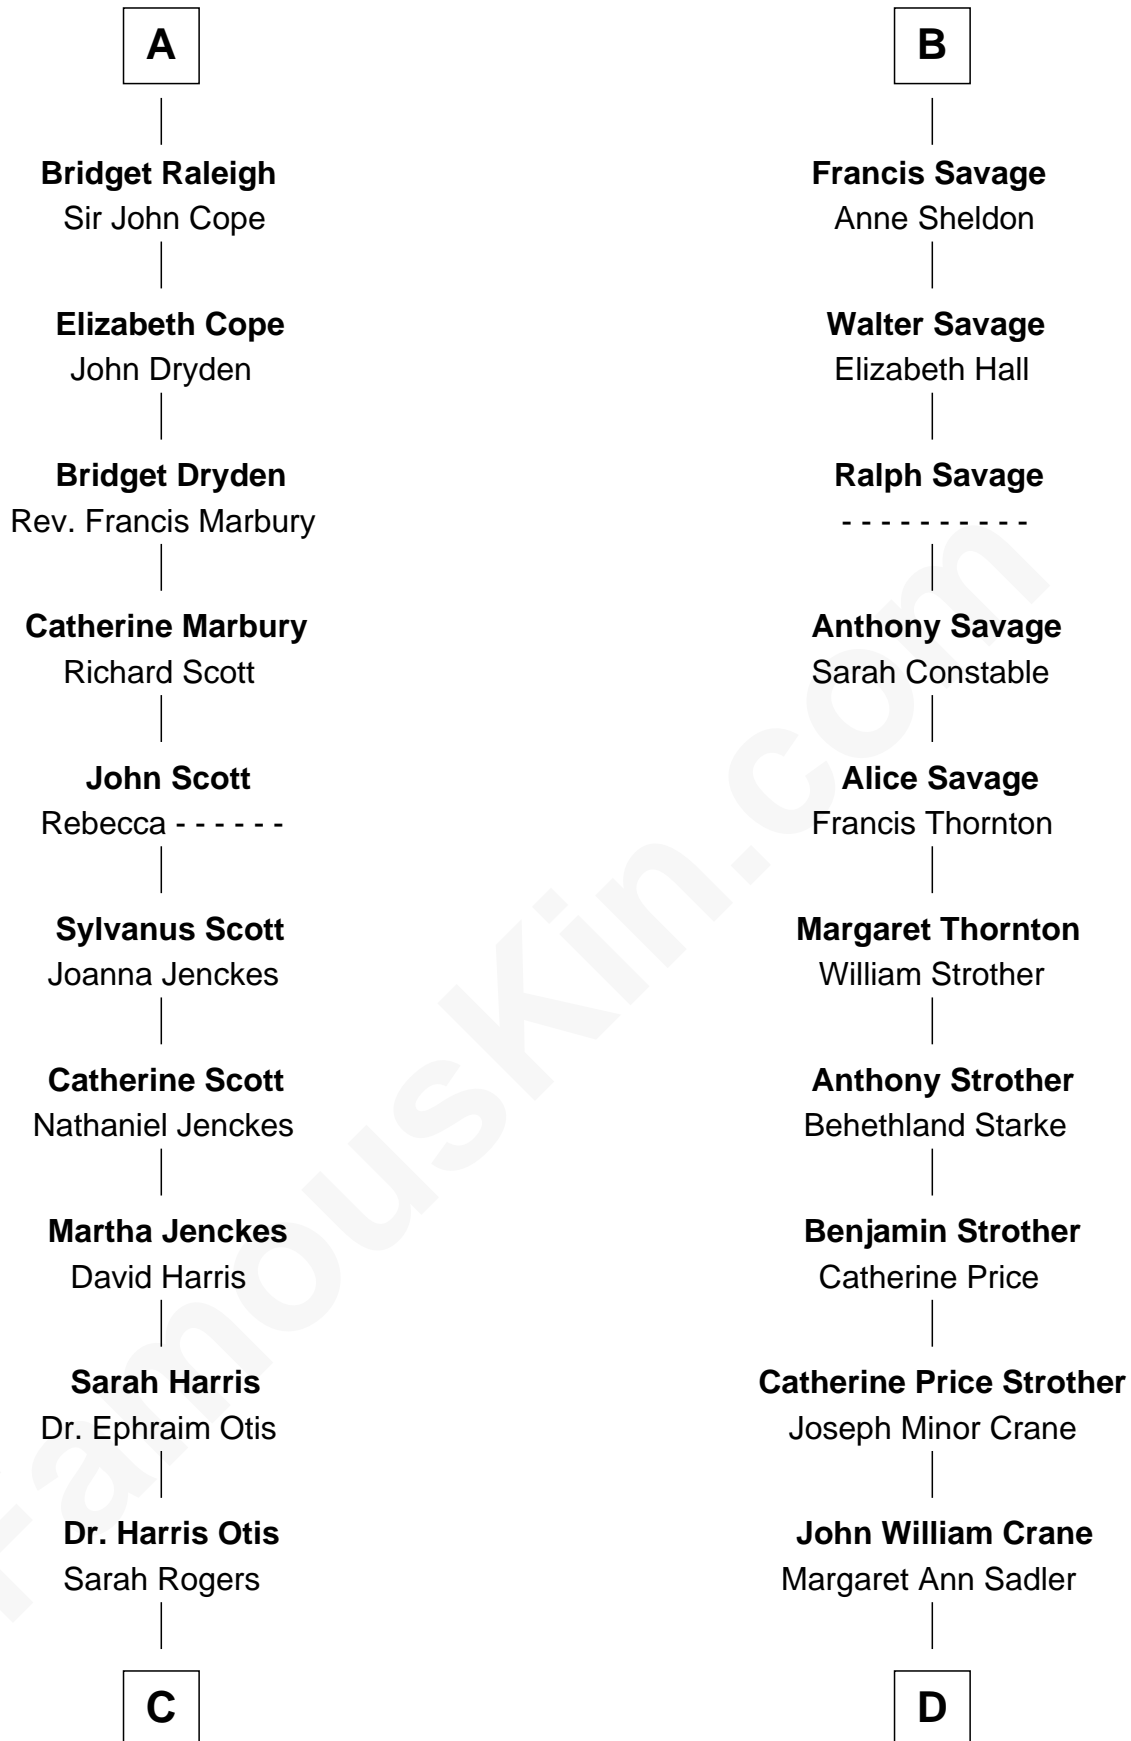 A
Bridget Raleigh
Sir John Cope
Elizabeth Cope
John Dryden
Bridget Dryden
Rev. Francis Marbury
Catherine Marbury
Richard Scott
John Scott
Rebecca - - - - - -
Sylvanus Scott
Joanna Jenckes
Catherine Scott
Nathaniel Jenckes
Martha Jenckes
David Harris
Sarah Harris
Dr. Ephraim Otis
Dr. Harris Otis
Sarah Rogers
C
B
Francis Savage
Anne Sheldon
Walter Savage
Elizabeth Hall
Ralph Savage
- - - - - - - - - -
Anthony Savage
Sarah Constable
Alice Savage
Francis Thornton
Margaret Thornton
William Strother
Anthony Strother
Behethland Starke
Benjamin Strother
Catherine Price
Catherine Price Strother
Joseph Minor Crane
John William Crane
Margaret Ann Sadler
D
FamousKin.com